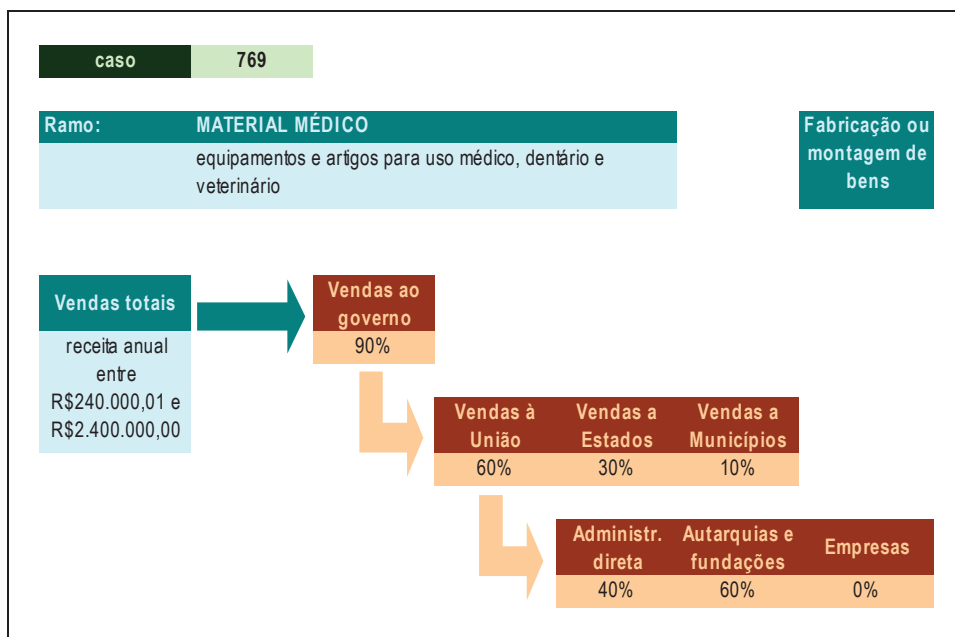 caso 769
Ramo: MATERIAL MÉDICO
equipamentos e artigos para uso médico, dentário e
veterinário
Fabricação ou
montagem de
bens
Vendas totais
receita anual
entre
R$240.000,01 e
R$2.400.000,00
Vendas ao
governo
90%
Vendas à
União
60%
Vendas a
Estados
30%
Vendas a
Municípios
10%
Administr.
direta
40%
Autarquias e
fundações
60%
Empresas
0%